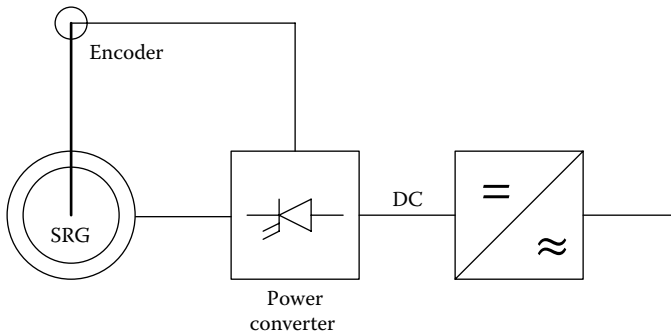 Encoder
SRG
DC
=
≈
Power
converter